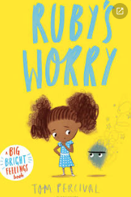 RUBY'S
WORRY
A
BIG
BRIGHT
FEELINGS
book
TOM PERCIVAL